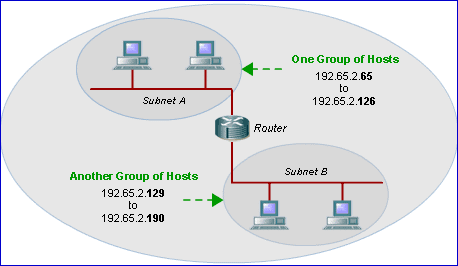 One Group of Hosts
192.65.2.65
to
192.65.2.126
Subnet A
Router
Subnet B
Another Group of Hosts
192.65.2.129
to
192.65.2.190